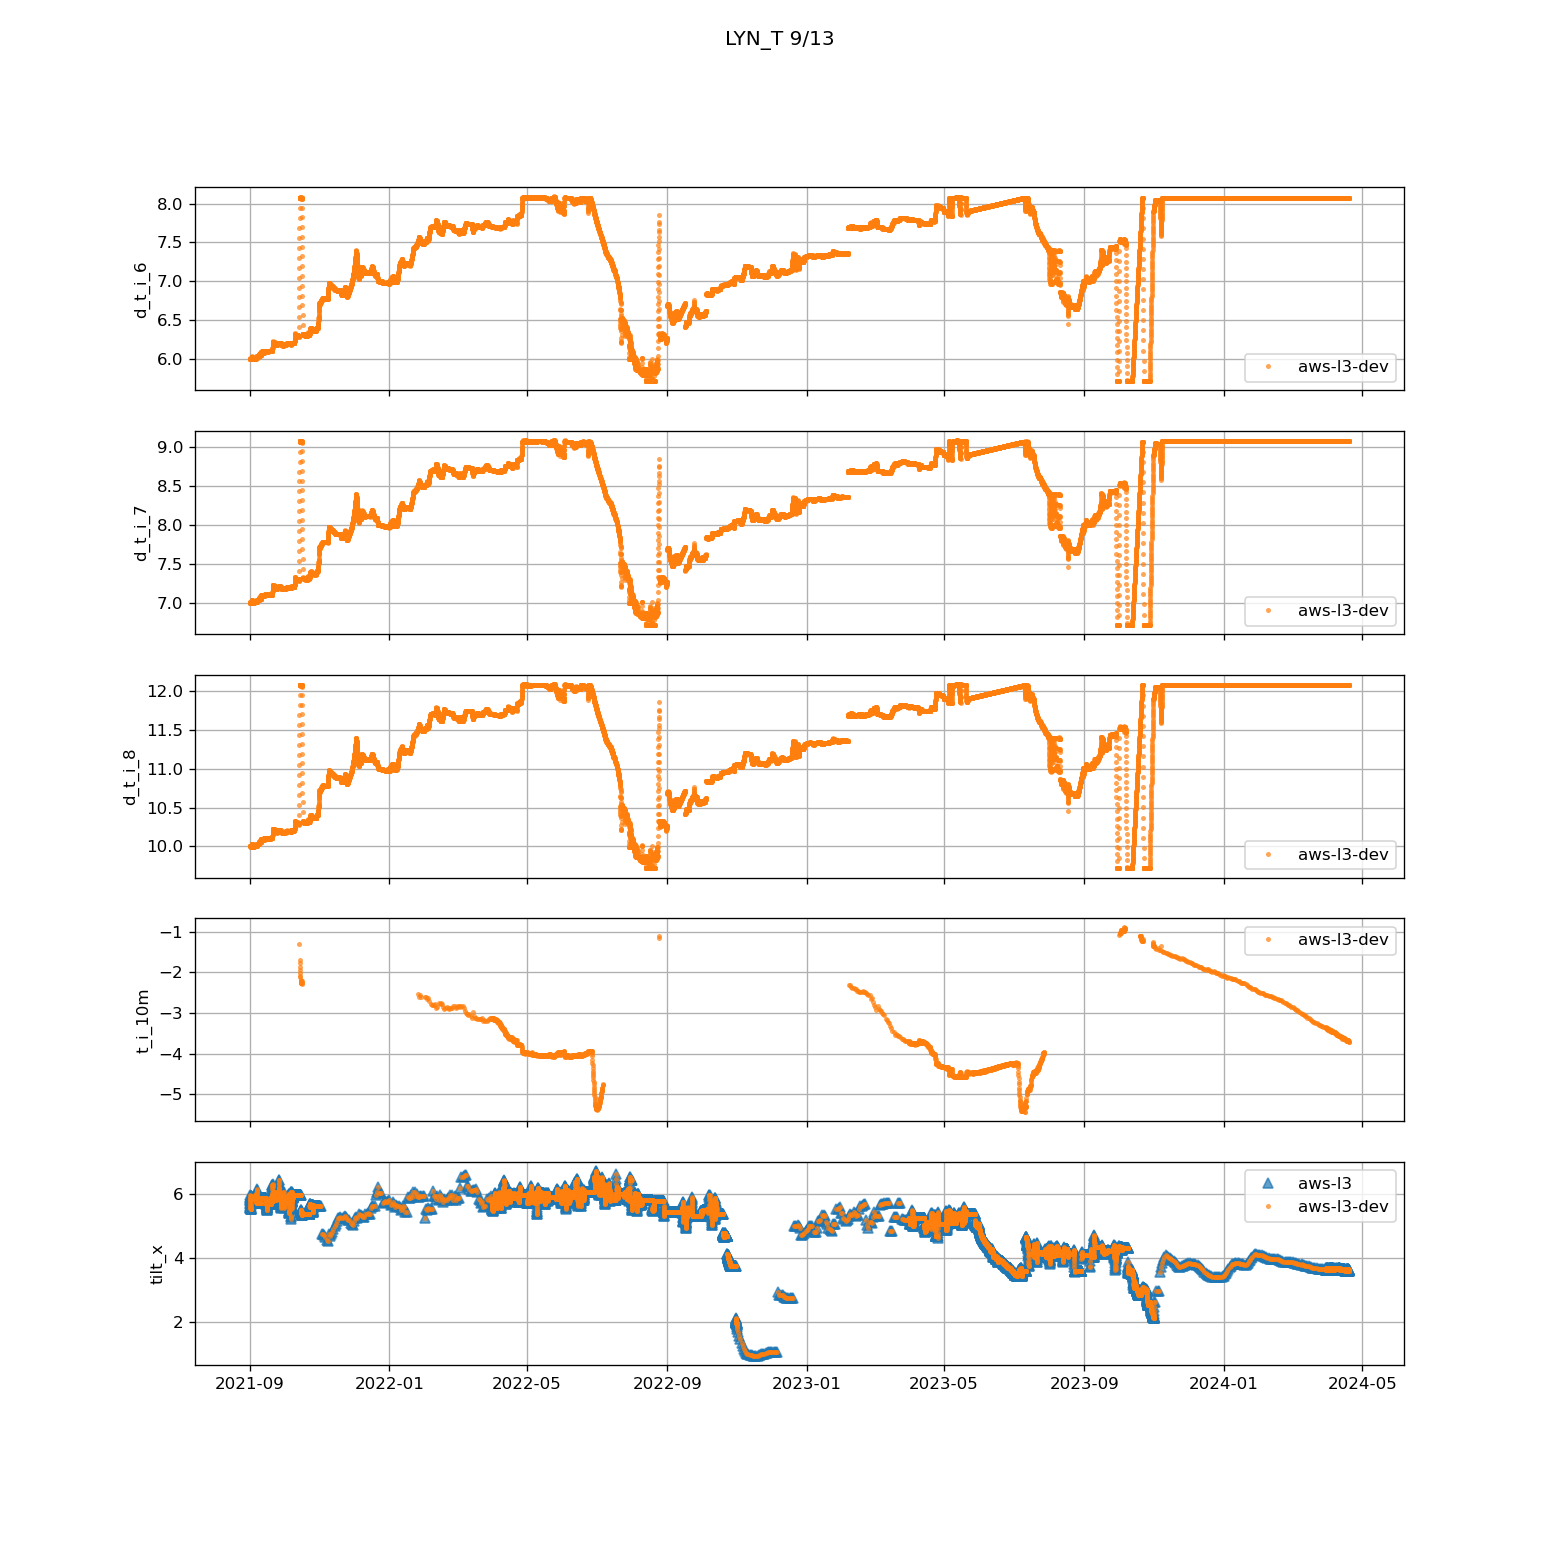 LYN_T 9/13
8.0
7.5
7.0
6.5
6.0
d_t_i_6
aws-l3-dev
9.0
8.5
8.0
7.5
7.0
d_t_i_7
aws-l3-dev
12.0
11.5
11.0
10.5
10.0
d_t_i_8
aws-l3-dev
−1
−2
−3
−4
−5
t_i_10m
aws-l3-dev
6
4
2
tilt_x
aws-l3
aws-l3-dev
2021-09 2022-01 2022-05 2022-09 2023-01 2023-05 2023-09 2024-01 2024-05